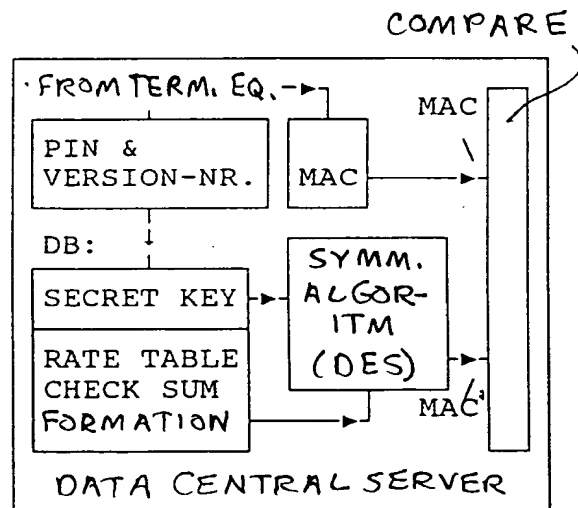 COMPARE
FROM TERM. EQ.
PIN &
VERSION-NR.
MAC
MAC
DB:
SECRET KEY
SYMM.
ALGOR-
ITM
(DES)
RATE TABLE
CHECK SUM
FORMATION
MAC'
DATA CENTRAL SERVER